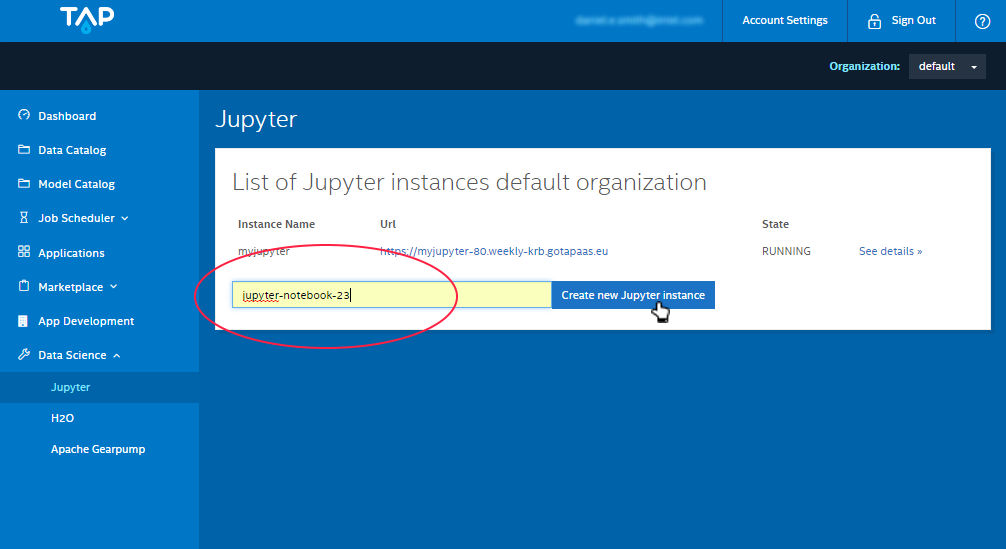 TAP
Account Settings
Sign Out
?
Organization: default
Dashboard
Data Catalog
Model Catalog
Job Scheduler
Applications
Marketplace
App Development
Data Science
Jupyter
H2O
Apache Gearpump
Jupyter
List of Jupyter instances default organization
Instance Name Url State
myjupyter https://myjupyter-80.weekly-krb.gotapaas.eu RUNNING See details »
jupyter-notebook-23 Create new Jupyter instance